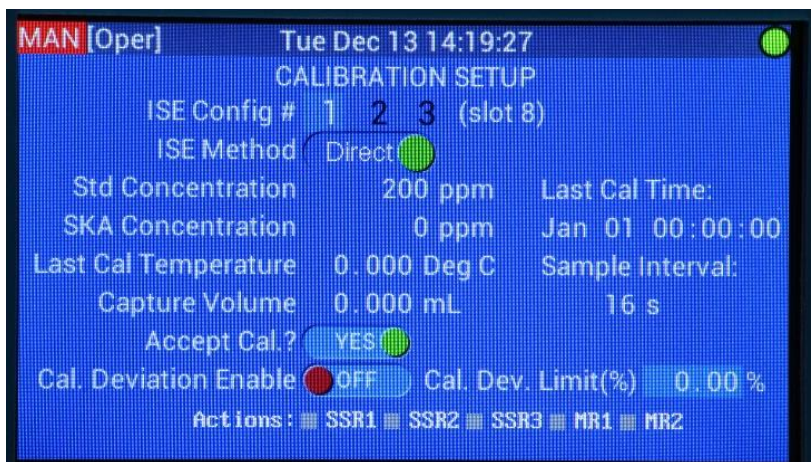 MAN [Oper] Tue Dec 13 14:19:27
CALIBRATION SETUP
ISE Config # 1 2 3 (slot 8)
ISE Method Direct
Std Concentration 200 ppm Last Cal Time:
SKA Concentration 0 ppm Jan 01 00:00:00
Last Cal Temperature 0.000 Deg C Sample Interval:
Capture Volume 0.000 mL 16 s
Accept Cal.? YES
Cal. Deviation Enable OFF Cal. Dev. Limit(%) 0.00 %
Actions: SSR1 SSR2 SSR3 MR1 MR2